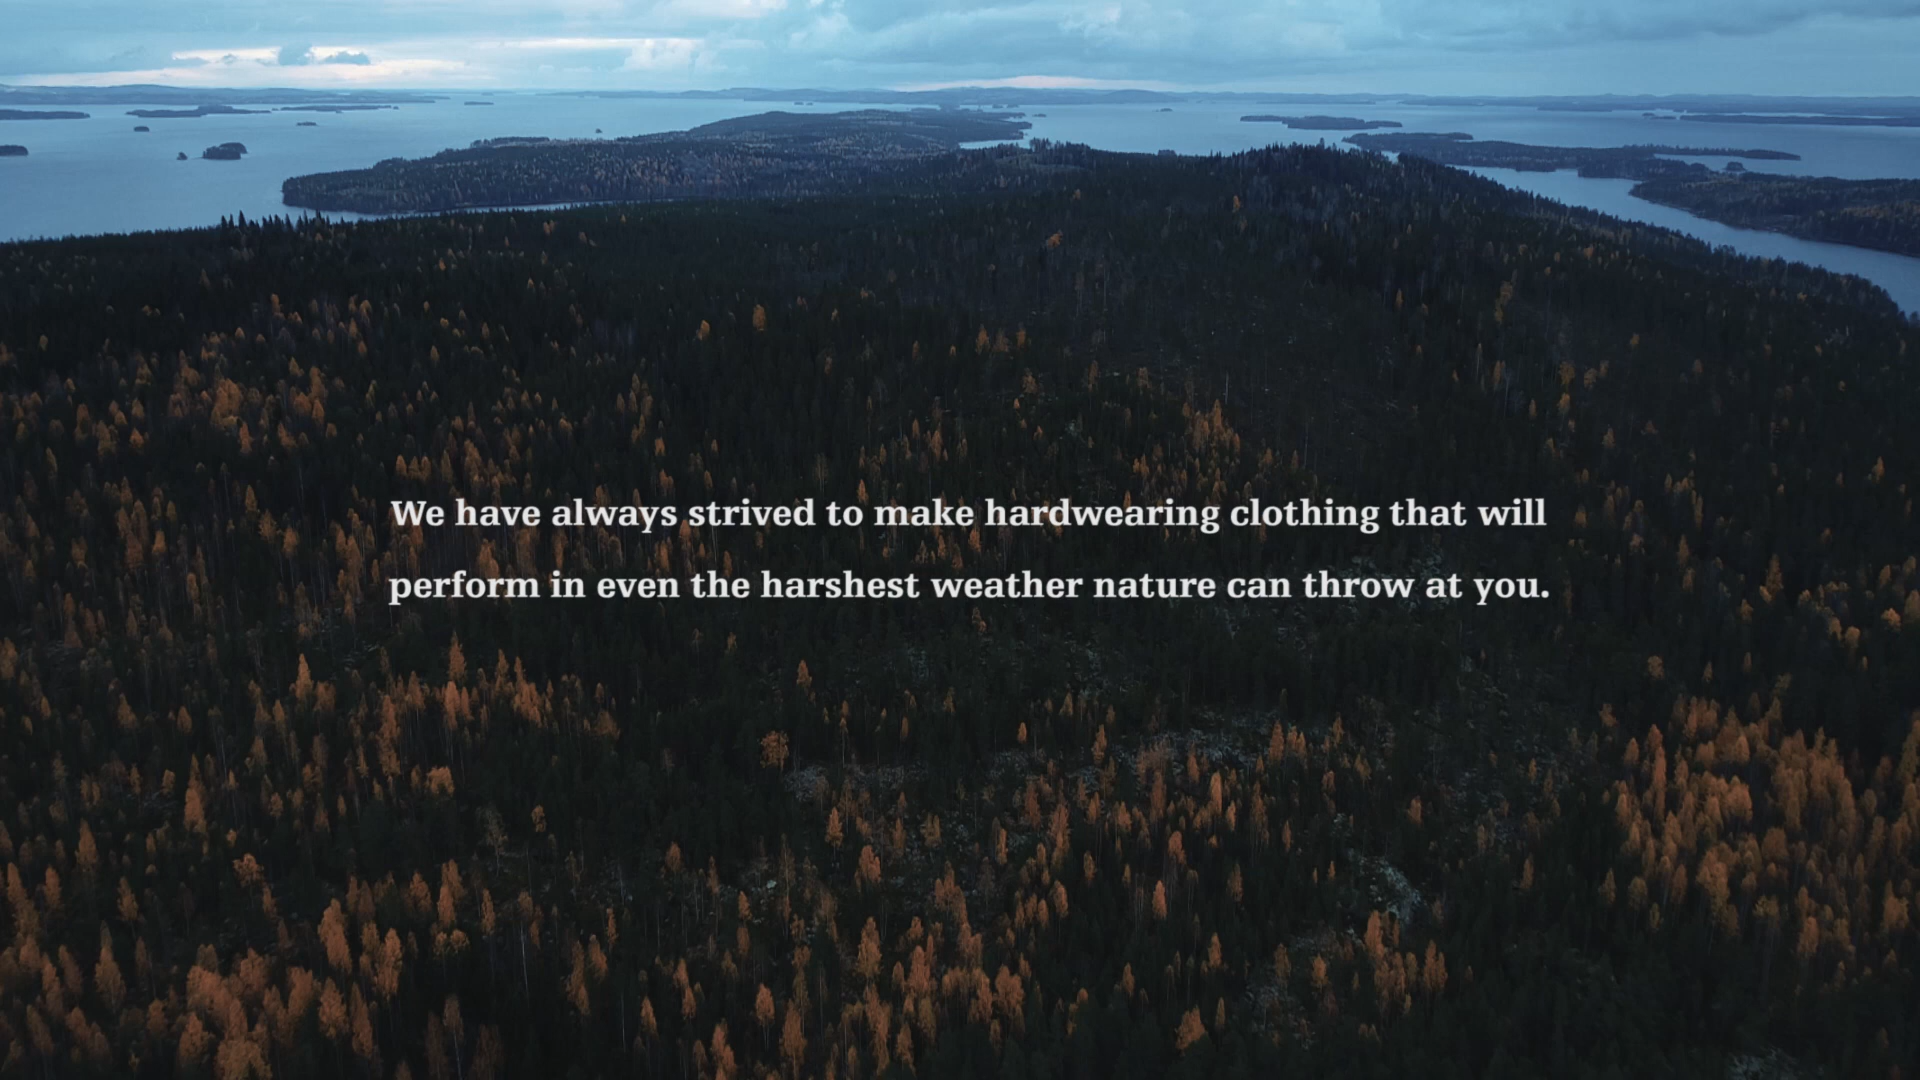 We have always strived to make hardwearing clothing that will
perform in even the harshest weather nature can throw at you.